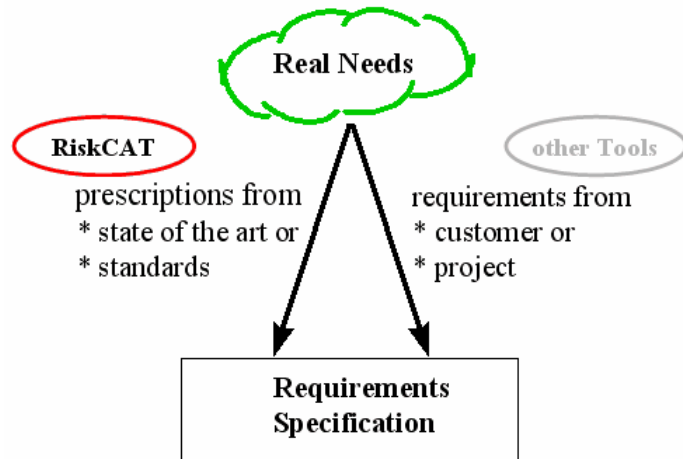 Real Needs
RiskCAT
other Tools
prescriptions from
* state of the art or
* standards
requirements from
* customer or
* project
Requirements
Specification